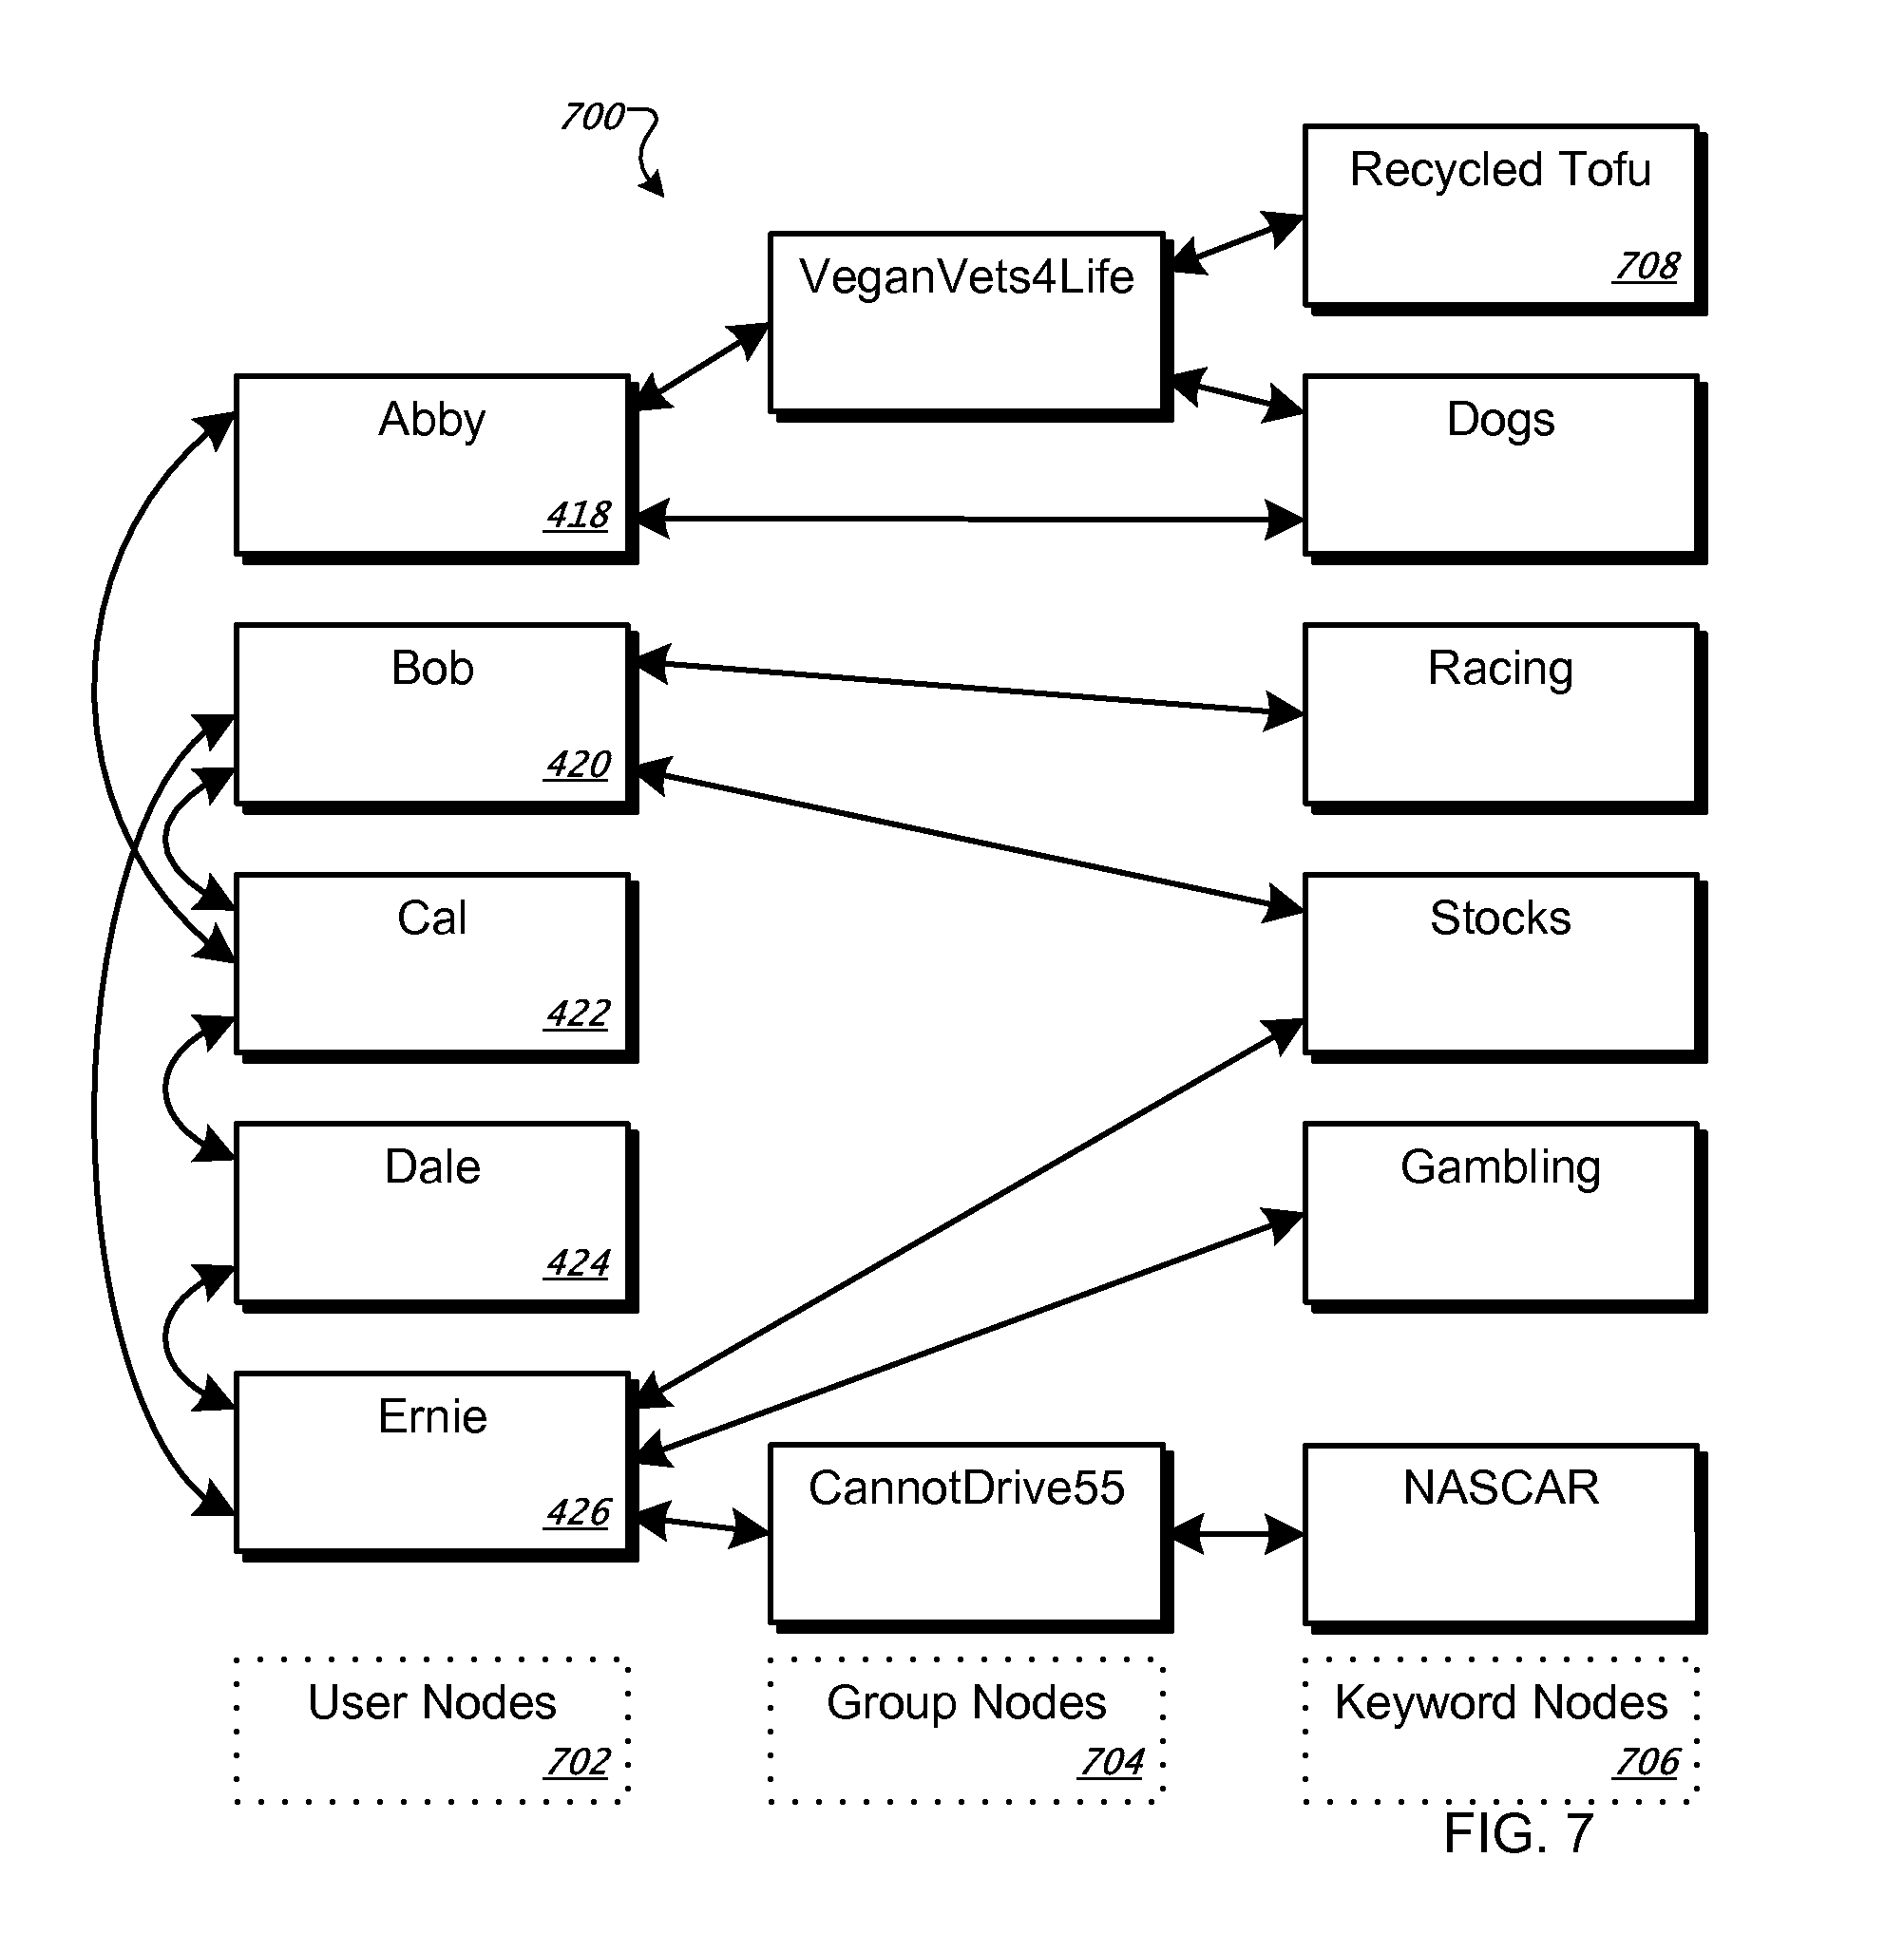 700
Recycled Tofu
708
VeganVets4Life
Abby
418
Dogs
Bob
420
Racing
Cal
422
Stocks
Dale
424
Gambling
Ernie
426
CannotDrive55
NASCAR
User Nodes
702
Group Nodes
704
Keyword Nodes
706
FIG. 7